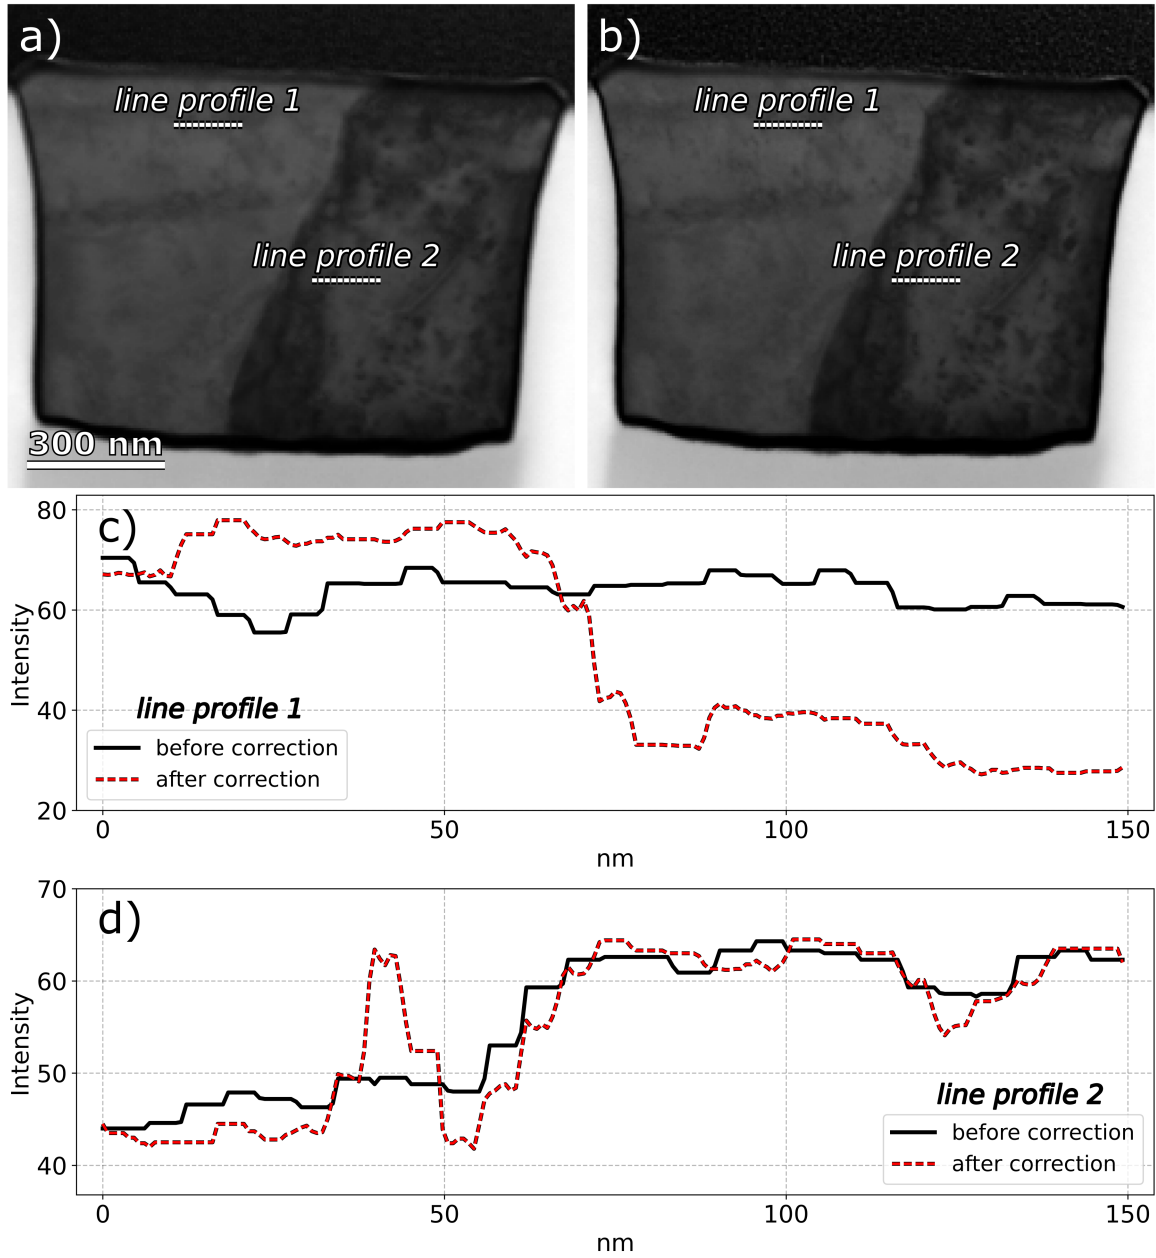 a)
line profile 1
line profile 2
300 nm
b)
line profile 1
line profile 2
c)
80
60
40
20
Intensity
line profile 1
before correction
after correction
0
50
100
150
nm
d)
70
60
50
40
Intensity
line profile 2
before correction
after correction
0
50
100
150
nm